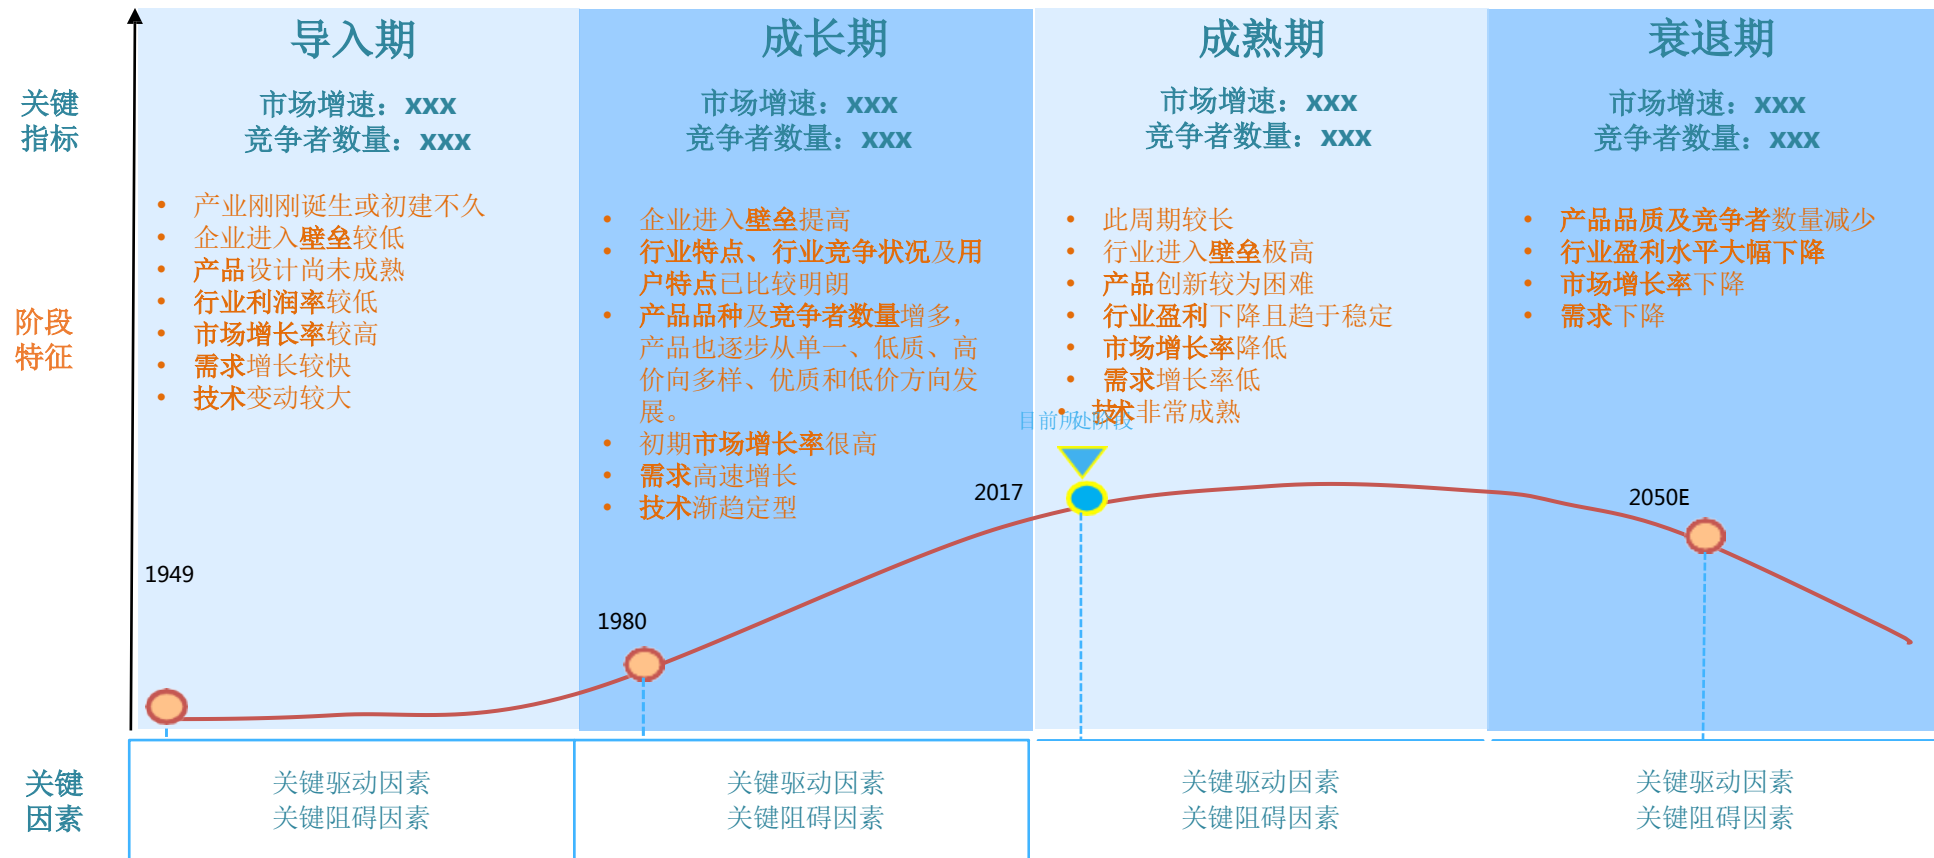 导入期
成长期
成熟期
衰退期
关键
指标
市场增速：xxx
竞争者数量：xxx
市场增速：xxx
竞争者数量：xxx
市场增速：xxx
竞争者数量：xxx
市场增速：xxx
竞争者数量：xxx
阶段
特征
• 产业刚刚诞生或初建不久
• 企业进入壁垒较低
• 产品设计尚未成熟
• 行业利润率较低
• 市场增长率较高
• 需求增长较快
• 技术变动较大
• 企业进入壁垒提高
• 行业特点、行业竞争状况及用
户特点已比较明朗
• 产品品种及竞争者数量增多，
产品也逐步从单一、低质、高
价向多样、优质和低价方向发
展。
• 初期市场增长率很高
• 需求高速增长
• 技术渐趋定型
• 此周期较长
• 行业进入壁垒极高
• 产品创新较为困难
• 行业盈利下降且趋于稳定
• 市场增长率降低
• 需求增长率低
• 技术非常成熟
• 产品品质及竞争者数量减少
• 行业盈利水平大幅下降
• 市场增长率下降
• 需求下降
目前所处阶段
1949
1980
2017
2050E
关键
因素
关键驱动因素
关键阻碍因素
关键驱动因素
关键阻碍因素
关键驱动因素
关键阻碍因素
关键驱动因素
关键阻碍因素